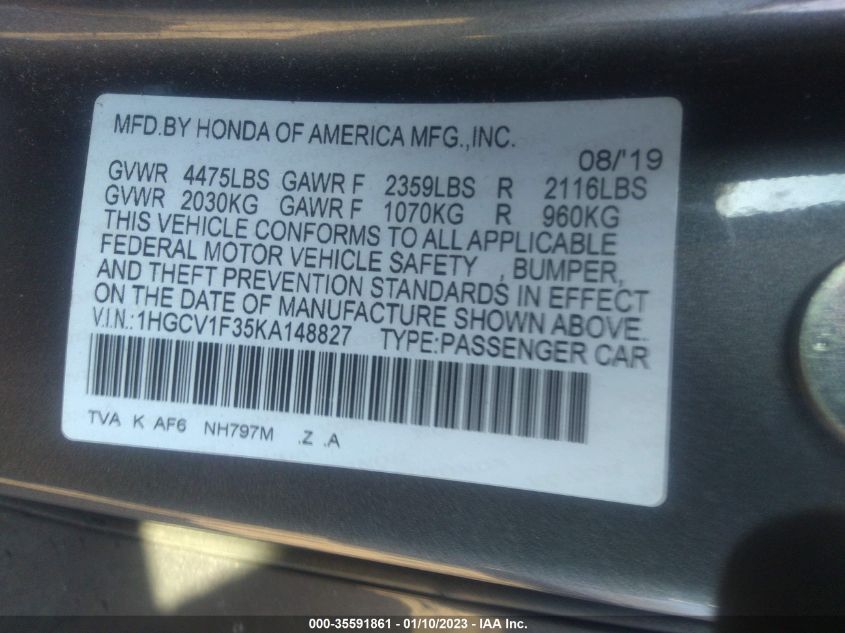 MFD.BY HONDA OF AMERICA MFG.,INC.
08/'19
GVWR 4475LBS GAWR F 2359LBS R 2116LBS
GVWR 2030KG GAWR F 1070KG R 960KG
THIS VEHICLE CONFORMS TO ALL APPLICABLE
FEDERAL MOTOR VEHICLE SAFETY , BUMPER,
AND THEFT PREVENTION STANDARDS IN EFFECT
ON THE DATE OF MANUFACTURE SHOWN ABOVE.
V.I.N.:1HGCV1F35KA148827 TYPE:PASSENGER CAR
TVA K AF6 NH797M .Z .A
000-35591861 - 01/10/2023 - © IAA Inc.